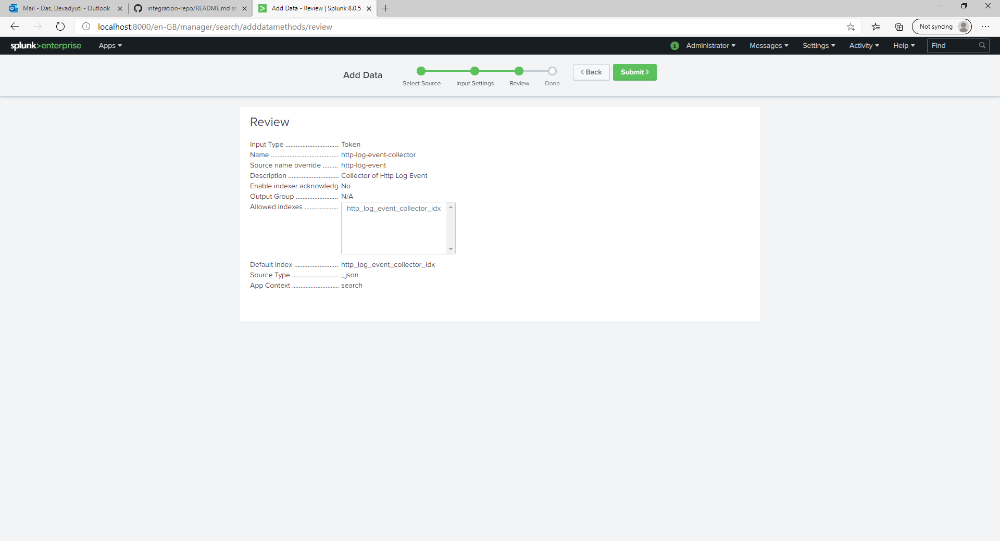 Mail - Das, Devadyuti - Outlook
integration-repo/README.md at
Add Data - Review | Splunk 8.0.5
localhost:8000/en-GB/manager/search/adddatamethods/review
Not syncing
splunk>enterprise Apps
Administrator Messages Settings Activity Help Find
Add Data
Select Source Input Settings Review Done
< Back
Submit >
Review
Input Type ................................ Token
Name ........................................ http-log-event-collector
Source name override ......... http-log-event
Description .............................. Collector of Http Log Event
Enable indexer acknowledg No
Output Group ......................... N/A
Allowed indexes .................... http_log_event_collector_idx
Default index .......................... http_log_event_collector_idx
Source Type ............................ _json
App Context ............................ search